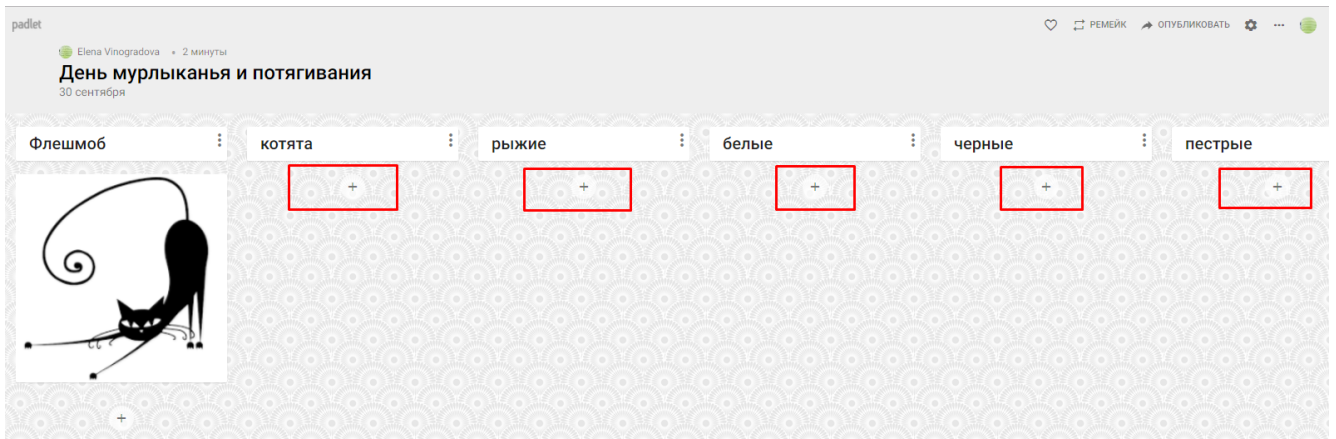 padlet
РЕМЕЙК
ОПУБЛИКОВАТЬ
Elena Vinogradova • 2 минуты
День мурлыканья и потягивания
30 сентября
Флешмоб
котята
рыжие
белые
черные
пестрые